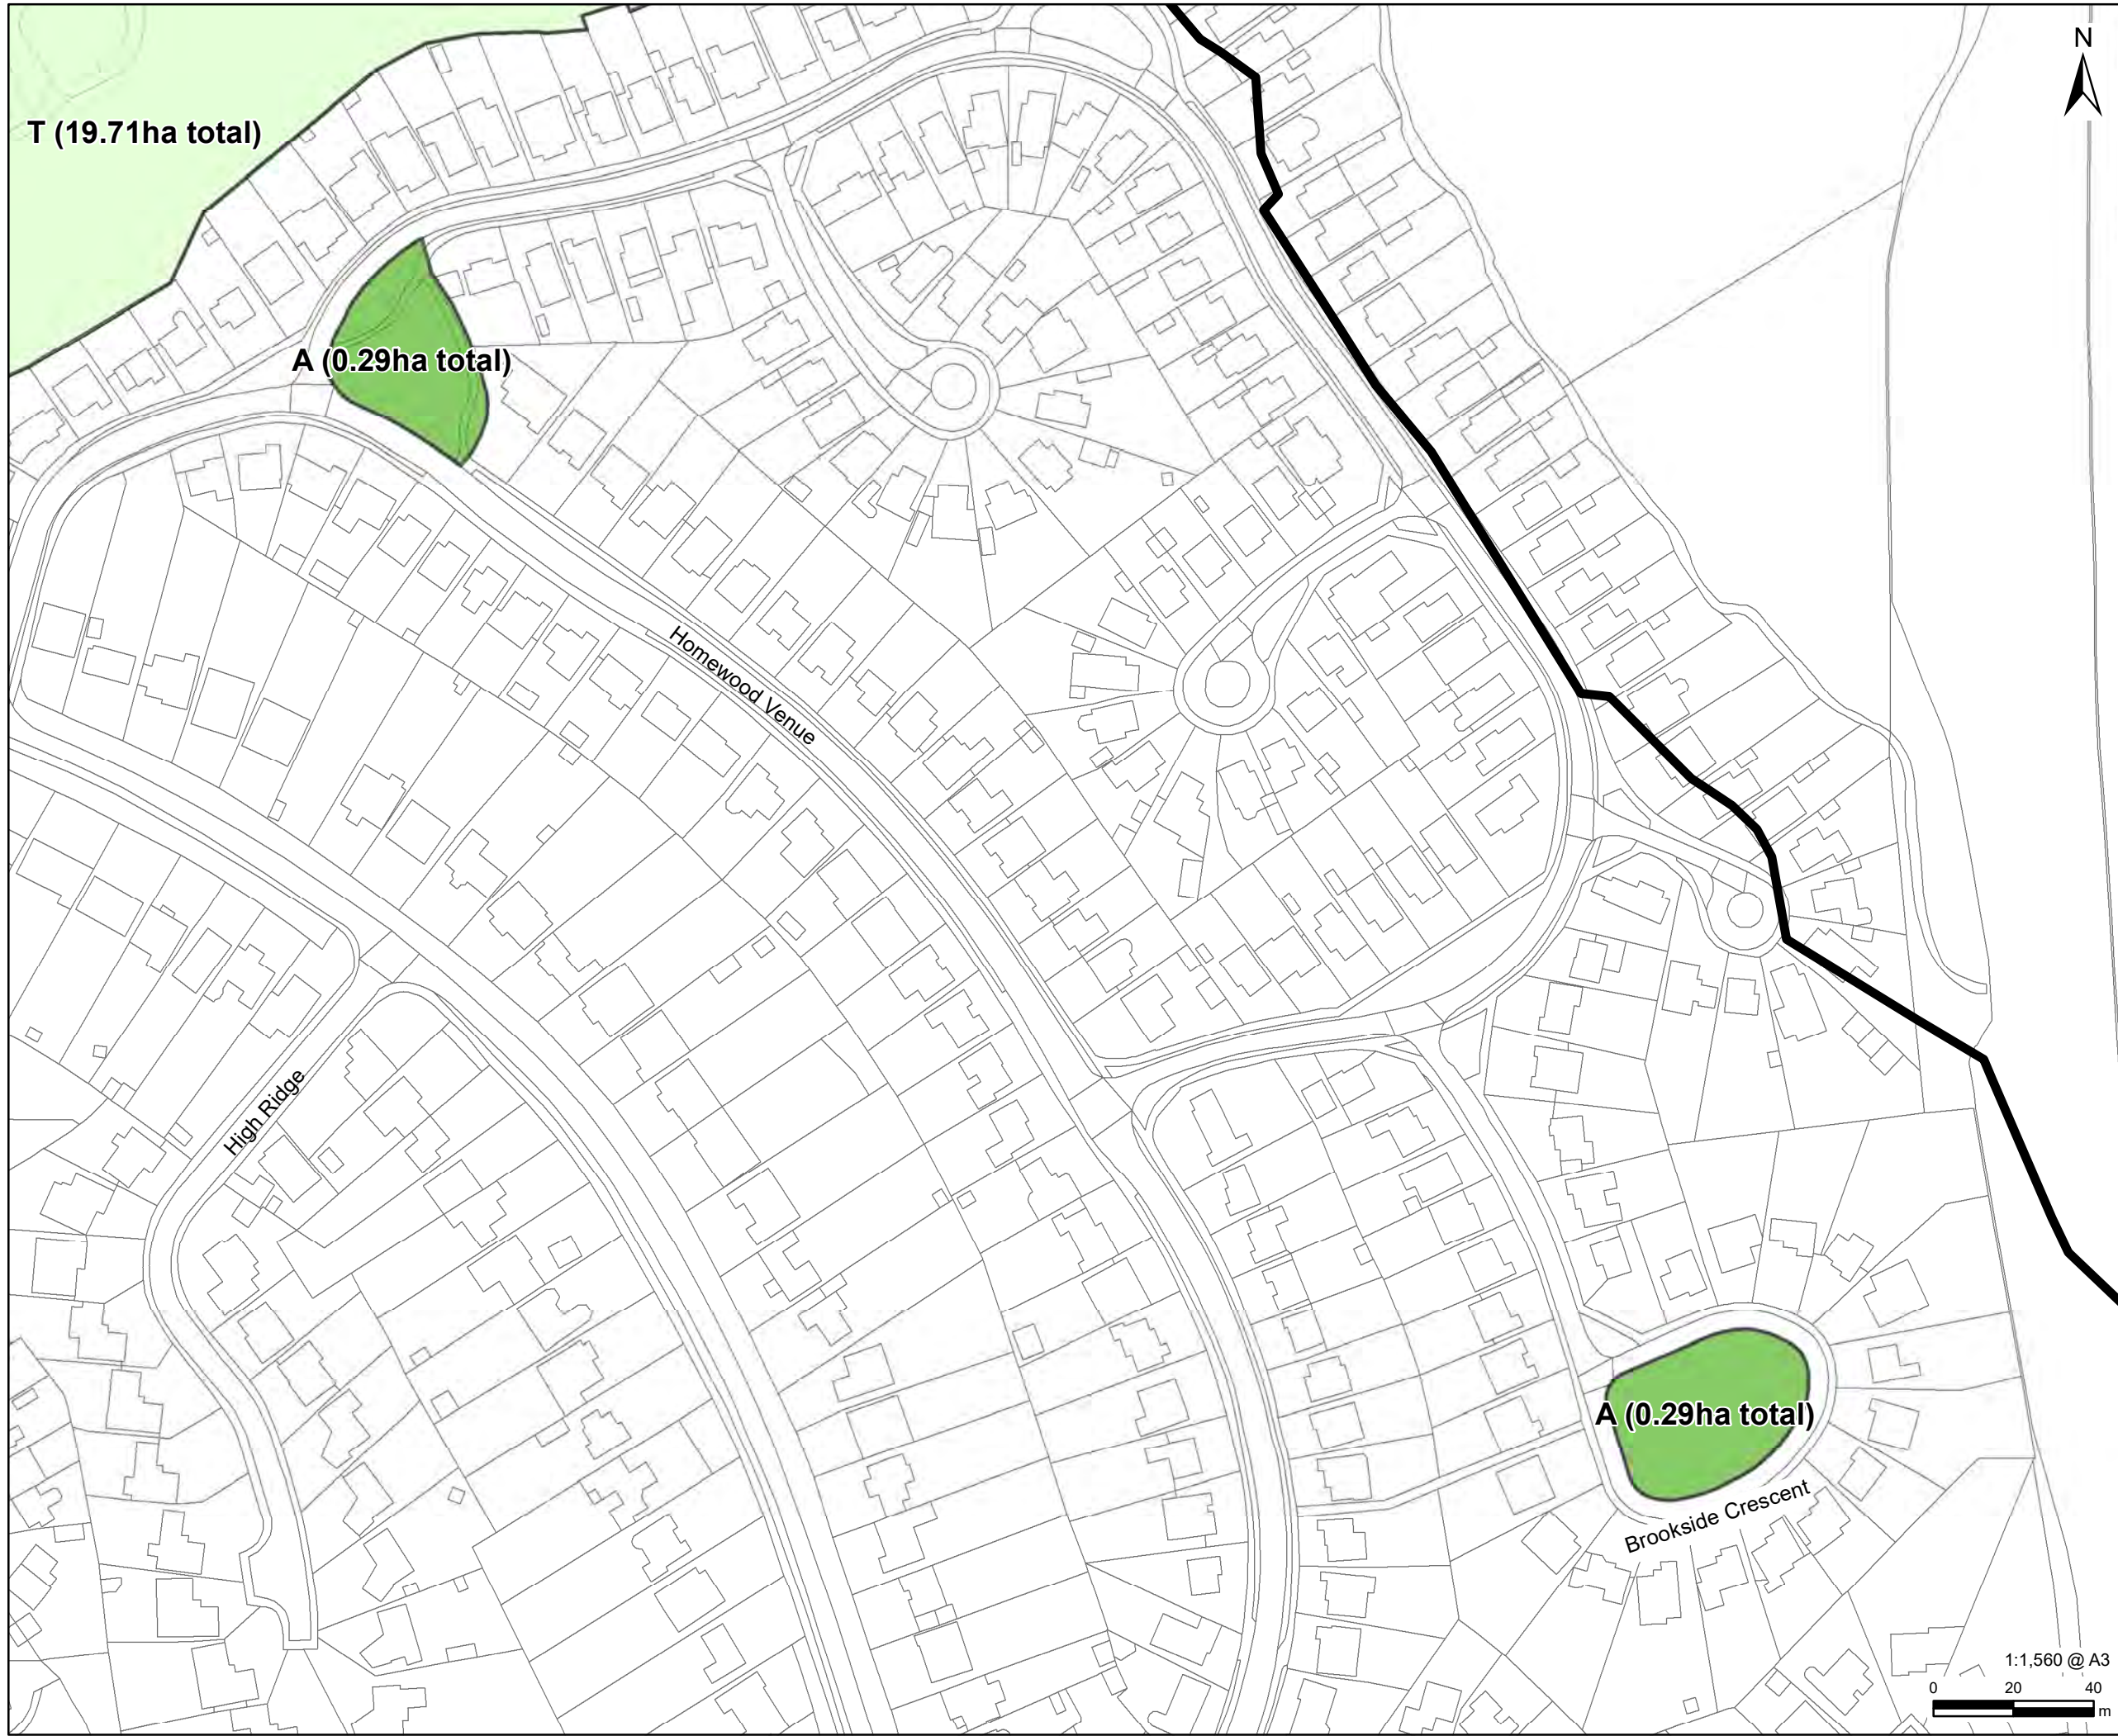 N
T (19.71ha total)
A (0.29ha total)
Homewood Venue
High Ridge
A (0.29ha total)
Brookside Crescent
1:1,560 @ A3
0 20 40
m